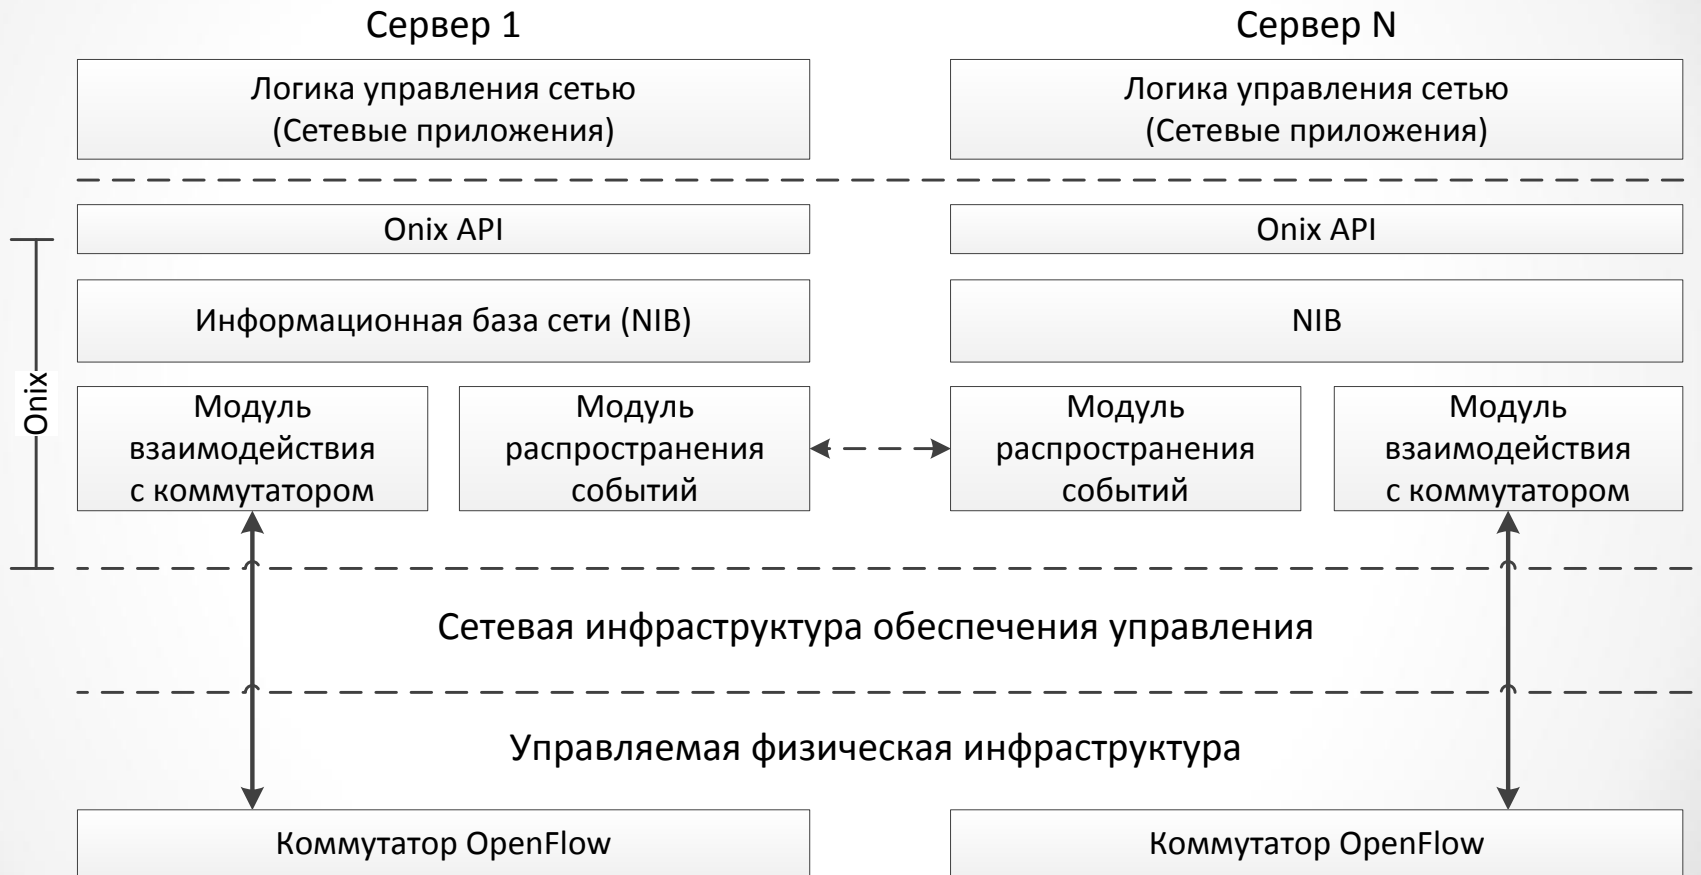 Сервер 1
Сервер N
Логика управления сетью
(Сетевые приложения)
Логика управления сетью
(Сетевые приложения)
Onix API
Onix API
Onix
Информационная база сети (NIB)
NIB
Модуль
взаимодействия
с коммутатором
Модуль
распространения
событий
Модуль
распространения
событий
Модуль
взаимодействия
с коммутатором
Сетевая инфраструктура обеспечения управления
Управляемая физическая инфраструктура
Коммутатор OpenFlow
Коммутатор OpenFlow